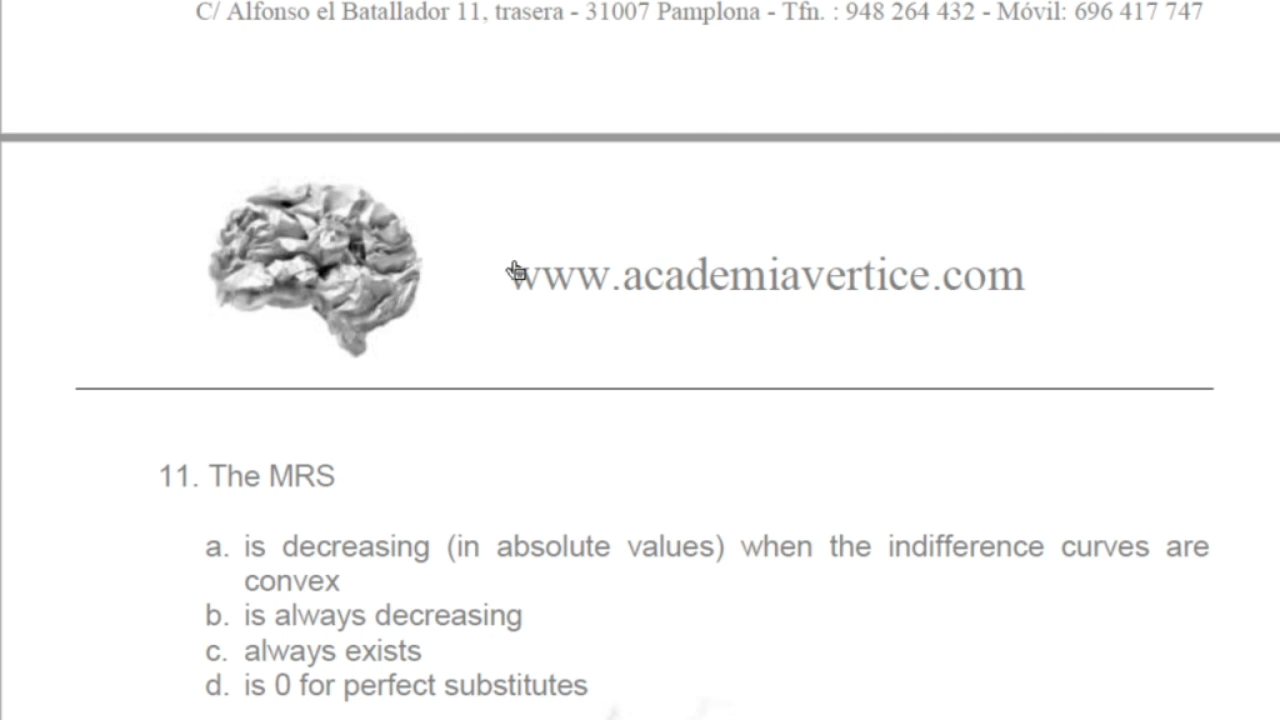 C/ Alfonso el Batallador 11, trasera - 31007 Pamplona - Tfn. : 948 264 432 - Móvil: 696 417 747
www.academiavertice.com
11. The MRS
a. is decreasing (in absolute values) when the indifference curves are
convex
b. is always decreasing
c. always exists
d. is 0 for perfect substitutes